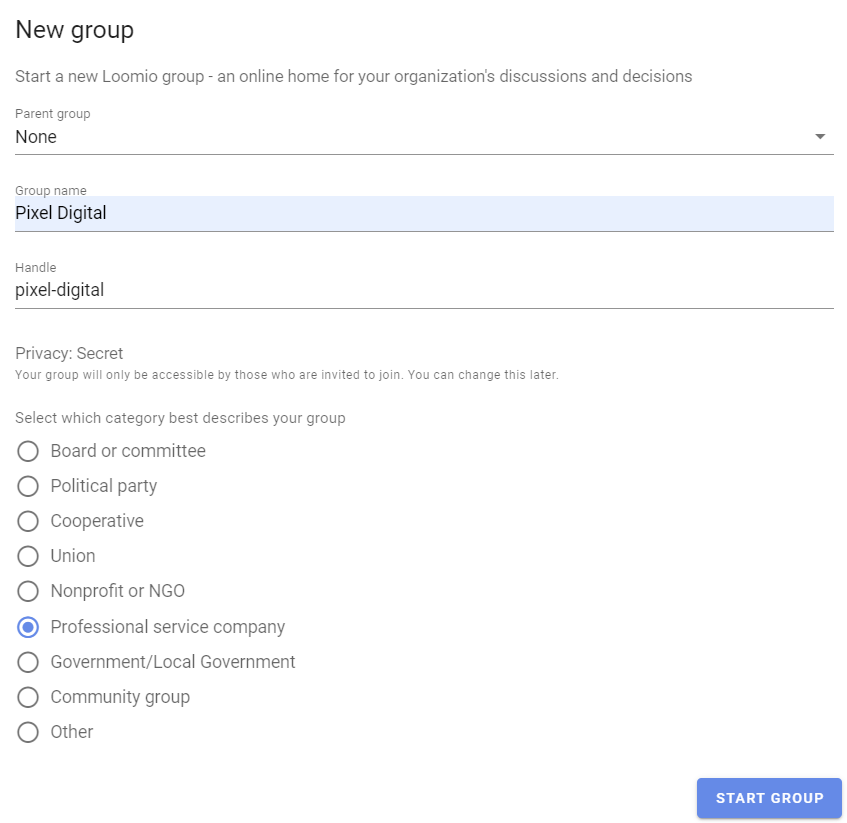 New group
Start a new Loomio group - an online home for your organization's discussions and decisions
Parent group
None
Group name
Pixel Digital
Handle
pixel-digital
Privacy: Secret
Your group will only be accessible by those who are invited to join. You can change this later.
Select which category best describes your group
Board or committee
Political party
Cooperative
Union
Nonprofit or NGO
Professional service company
Government/Local Government
Community group
Other
START GROUP